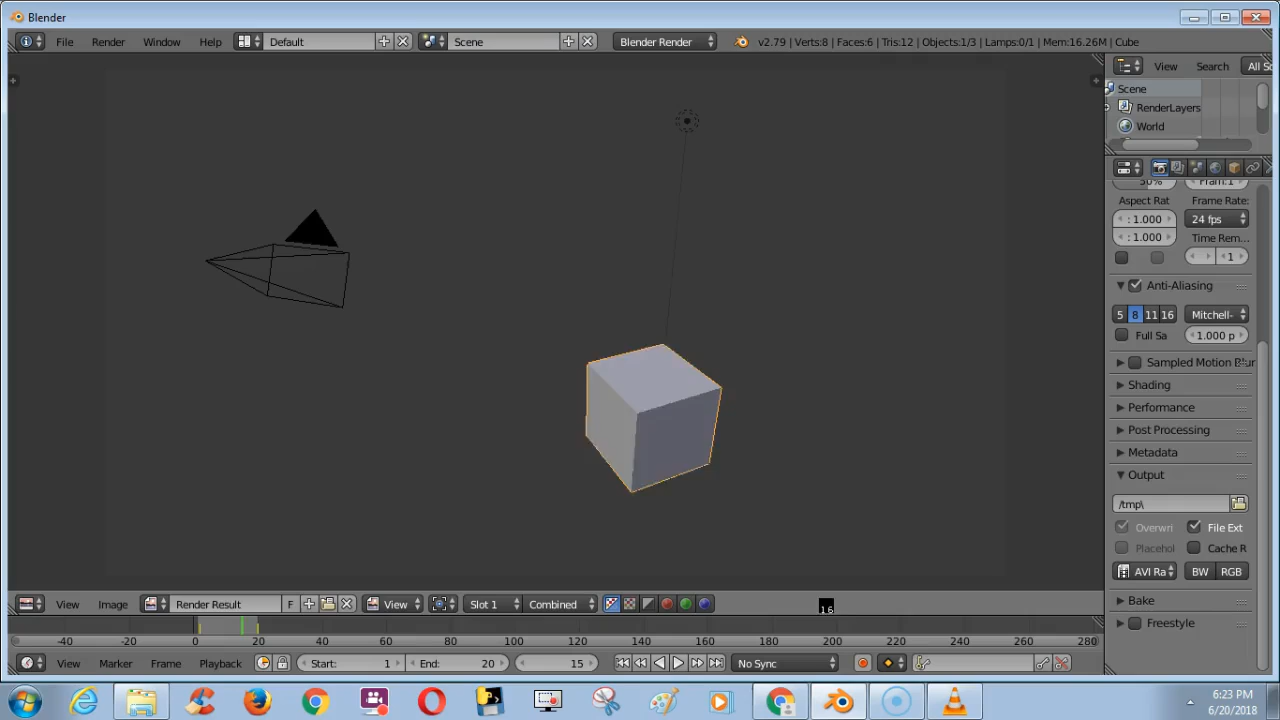 Blender
File Render Window Help Default Scene Blender Render v2.79 | Verts:8 | Faces:6 | Tris:12 | Objects:1/3 | Lamps:0/1 | Mem:16.26M | Cube
View Search All Sc
Scene
RenderLayers
World
50% Fram:1
Aspect Rat Frame Rate:
: 1.000 24 fps
: 1.000 Time Rem...
1
Anti-Aliasing
5 8 11 16 Mitchell-
Full Sa 1.000 p
Sampled Motion Blur
Shading
Performance
Post Processing
Metadata
Output
/tmp\
Overwri File Ext
Placehol Cache R
AVI Ra BW RGB
Bake
Freestyle
View Image Render Result F View Slot 1 Combined 16
-40 -20 0 20 40 60 80 100 120 140 160 180 200 220 240 260 280
View Marker Frame Playback Start: 1 End: 20 15 No Sync
6:23 PM
6/20/2018